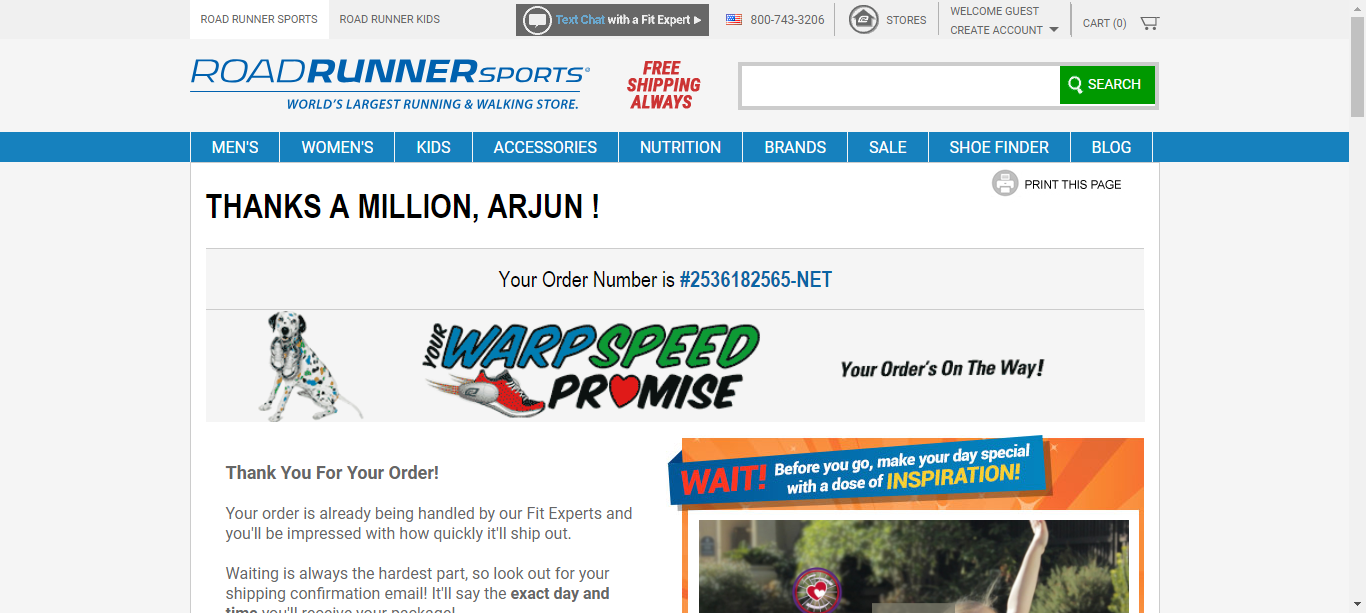 ROAD RUNNER SPORTS
ROAD RUNNER KIDS
Text Chat with a Fit Expert
800-743-3206
STORES
WELCOME GUEST
CREATE ACCOUNT
CART (0)
ROADRUNNERSPORTS
WORLD'S LARGEST RUNNING & WALKING STORE.
FREE
SHIPPING
ALWAYS
SEARCH
MEN'S
WOMEN'S
KIDS
ACCESSORIES
NUTRITION
BRANDS
SALE
SHOE FINDER
BLOG
PRINT THIS PAGE
THANKS A MILLION, ARJUN !
Your Order Number is #2536182565-NET
YOUR WARPSPEED
PROMISE
Your Order's On The Way!
Thank You For Your Order!
Your order is already being handled by our Fit Experts and
you'll be impressed with how quickly it'll ship out.
Waiting is always the hardest part, so look out for your
shipping confirmation email! It'll say the exact day and
time you'll receive your package!
WAIT! Before you go, make your day special
with a dose of INSPIRATION!